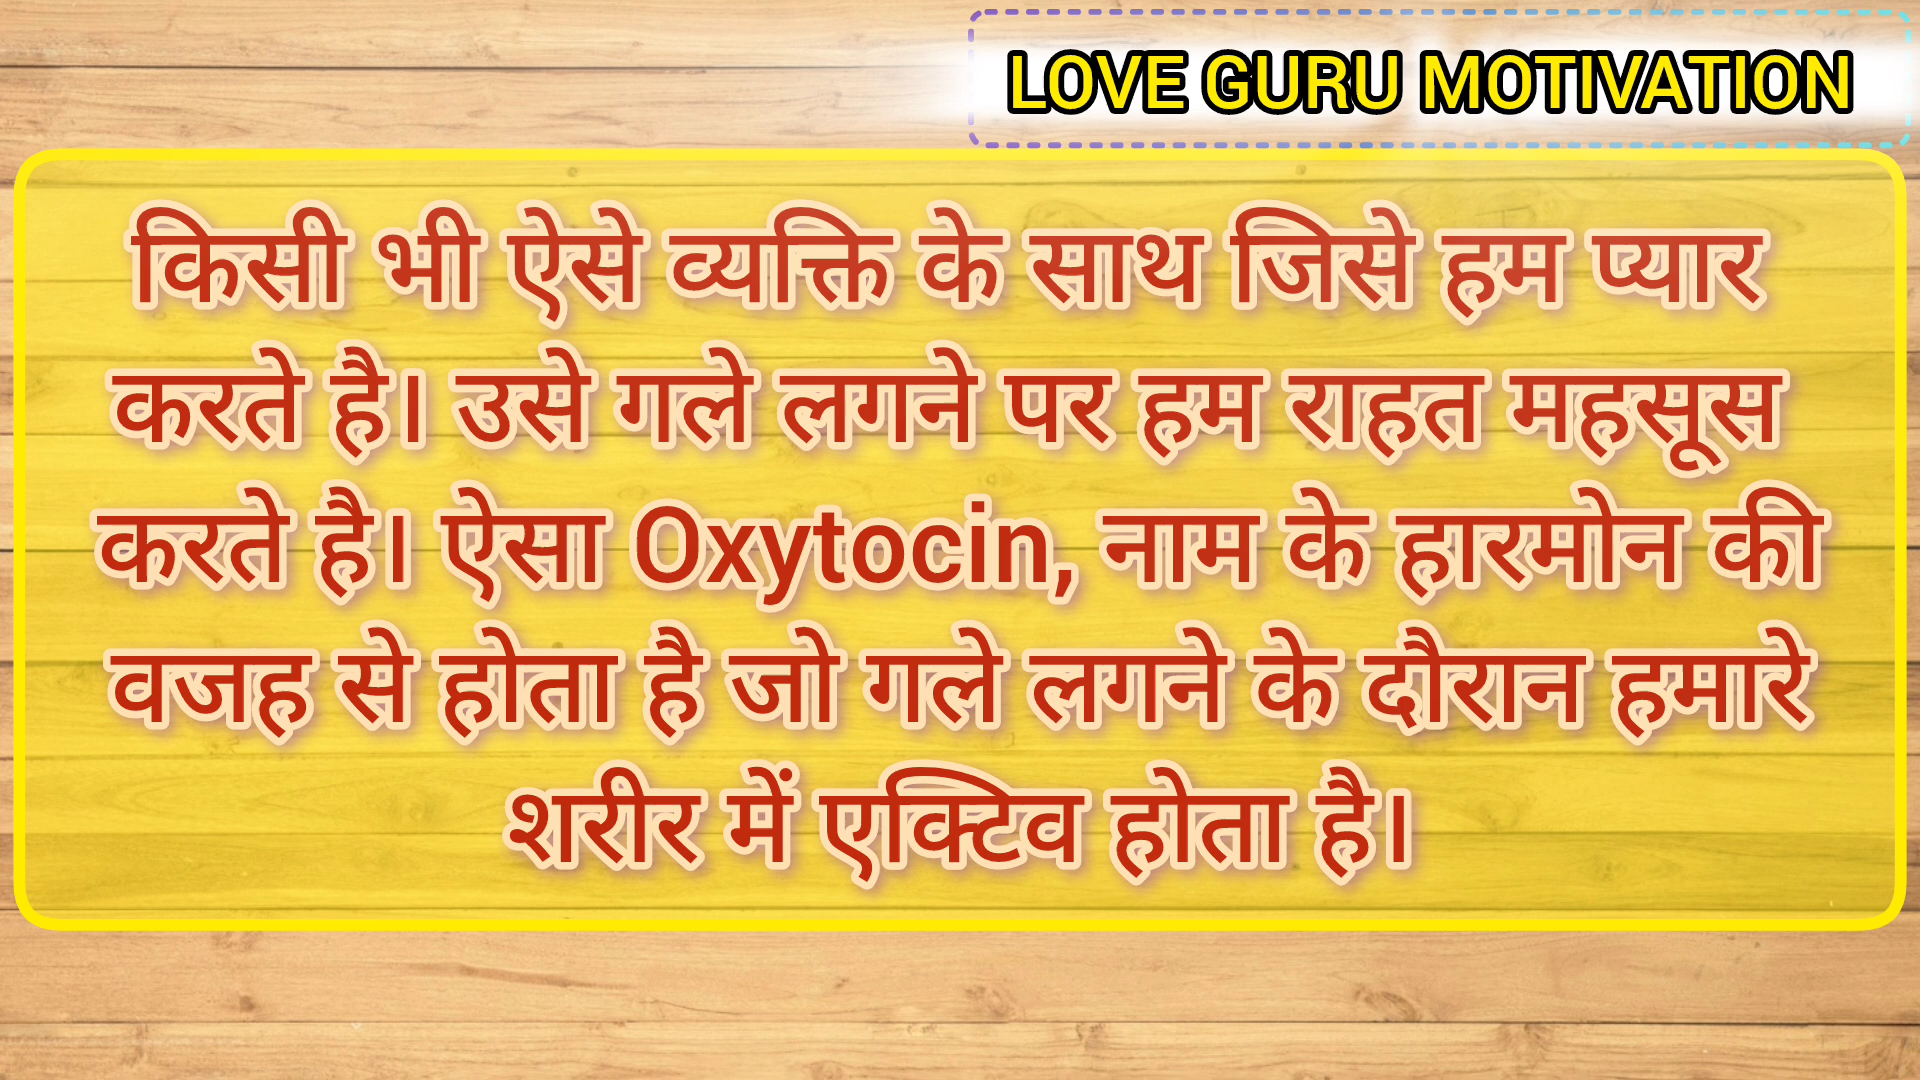 LOVE GURU MOTIVATION
किसी भी ऐसे व्यक्ति के साथ जिसे हम प्यार
करते है। उसे गले लगने पर हम राहत महसूस
करते है। ऐसा Oxytocin, नाम के हारमोन की
वजह से होता है जो गले लगने के दौरान हमारे
शरीर में एक्टिव होता है।